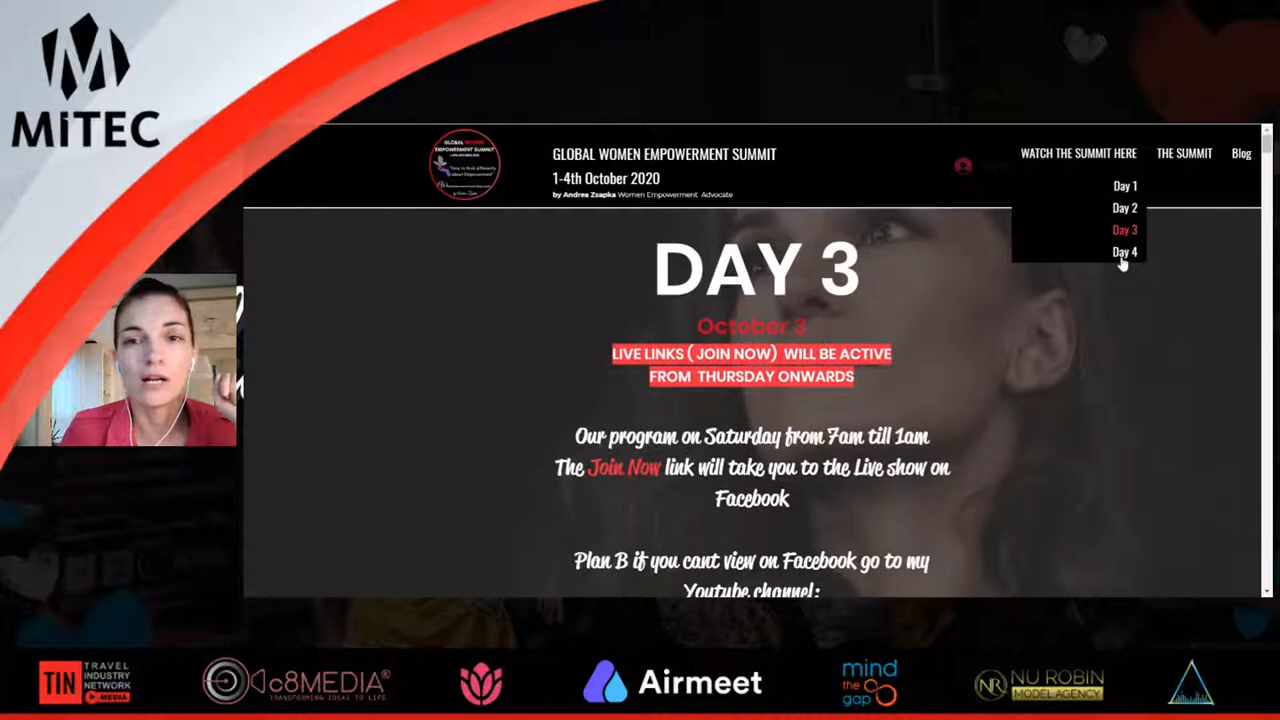 MiTEC
GLOBAL WOMEN
EMPOWERMENT SUMMIT
GLOBAL WOMEN EMPOWERMENT SUMMIT
1-4th October 2020
by Andrea Zsapka Women Empowerment Advocate
WATCH THE SUMMIT HERE
THE SUMMIT
Blog
Day 1
Day 2
Day 3
Day 4
DAY 3
October 3
LIVE LINKS (JOIN NOW) WILL BE ACTIVE
FROM THURSDAY ONWARDS
Our program on Saturday from 7am till 1am
The Join Now link will take you to the Live show on
Facebook
Plan B if you cant view on Facebook go to my
Youtube channel:
TIN
TRAVEL
INDUSTRY
NETWORK
MEDIA
c8MEDIA®
TRANSFORMING IDEAS TO LIFE
Airmeet
mind
the
gap
NR
NU ROBIN
MODEL AGENCY